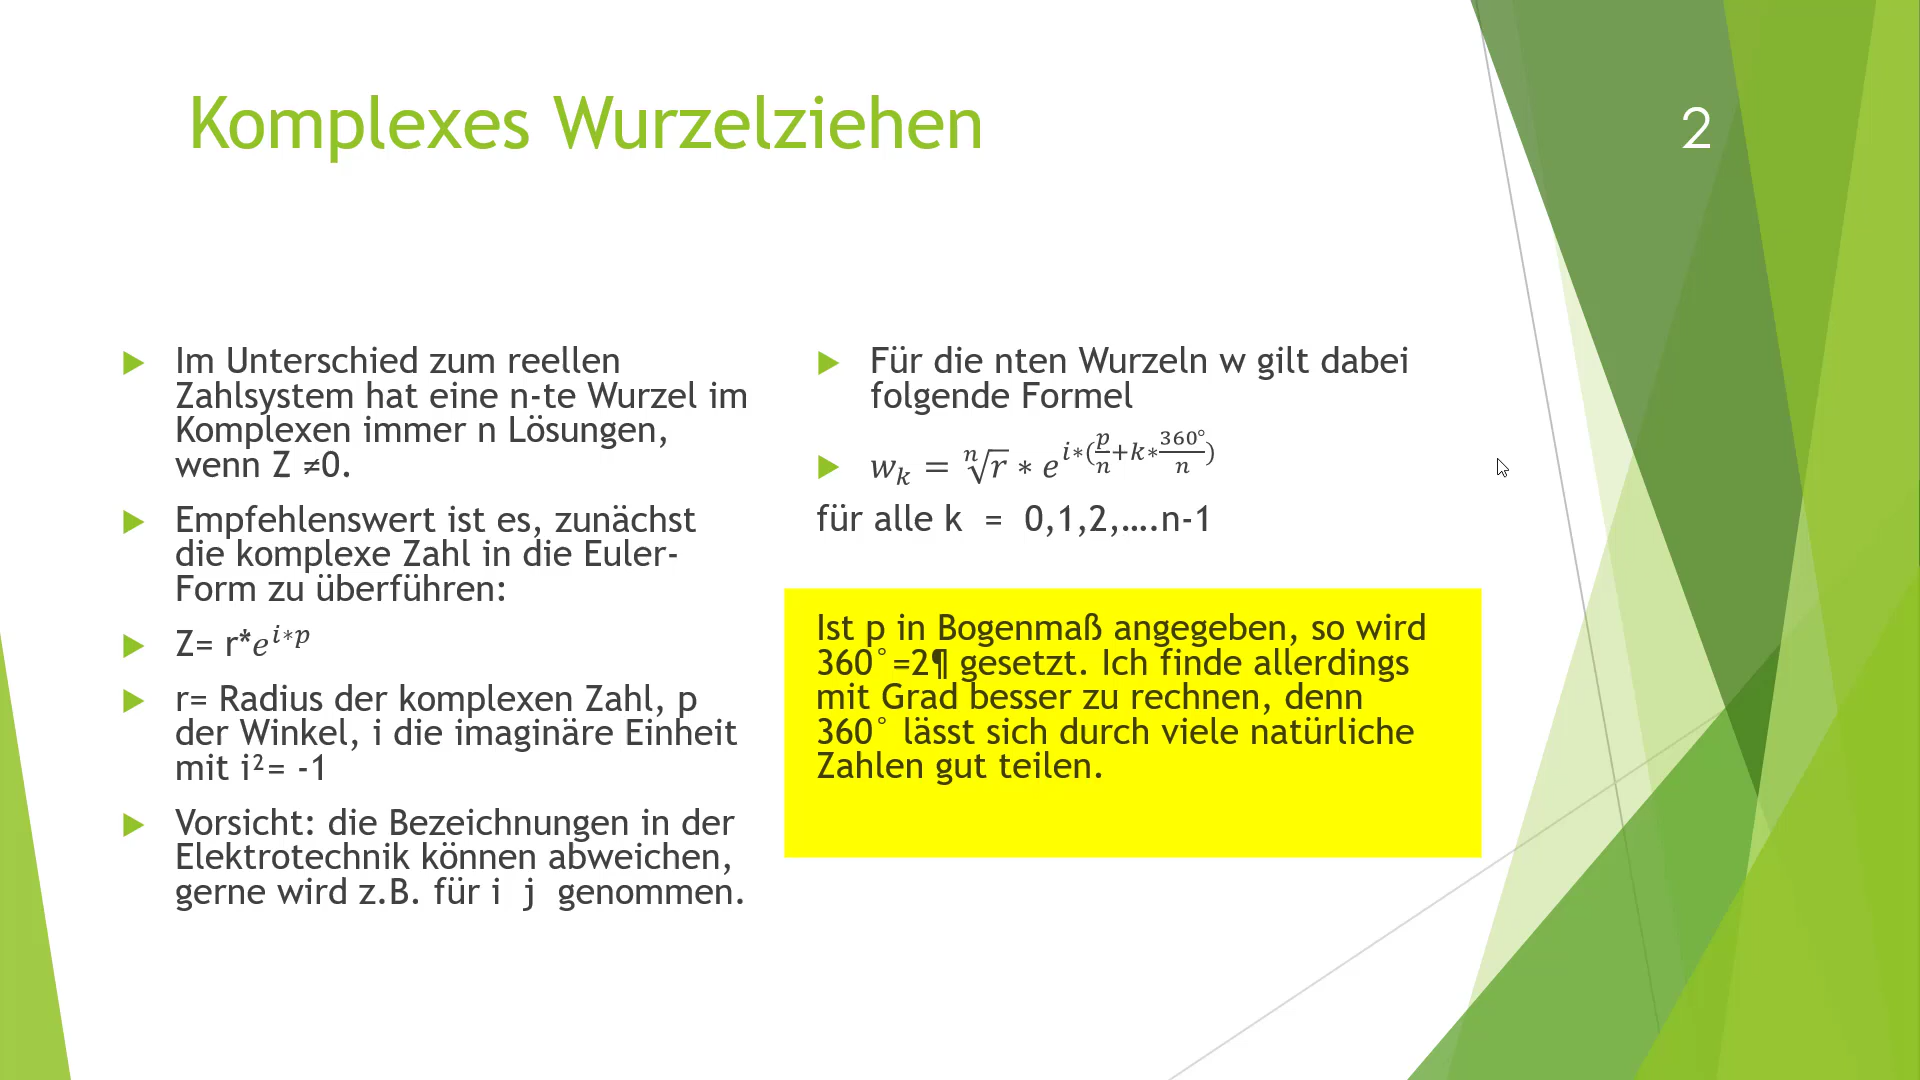 Komplexes Wurzelziehen
2
Im Unterschied zum reellen
Zahlsystem hat eine n-te Wurzel im
Komplexen immer n Lösungen,
wenn Z ≠0.
Empfehlenswert ist es, zunächst
die komplexe Zahl in die Euler-
Form zu überführen:
Z= r*e^{i*p}
r= Radius der komplexen Zahl, p
der Winkel, i die imaginäre Einheit
mit i²= -1
Vorsicht: die Bezeichnungen in der
Elektrotechnik können abweichen,
gerne wird z.B. für i j genommen.
Für die nten Wurzeln w gilt dabei
folgende Formel
w_k = \sqrt[n]{r} * e^{i*(\frac{p}{n}+k*\frac{360°}{n})}
für alle k = 0,1,2,….n-1
Ist p in Bogenmaß angegeben, so wird
360°=2¶ gesetzt. Ich finde allerdings
mit Grad besser zu rechnen, denn
360° lässt sich durch viele natürliche
Zahlen gut teilen.